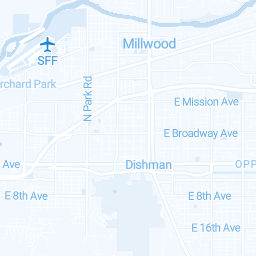 Millwood
SFF
rchard Park
N Park Rd
E Mission Ave
E Broadway Ave
Ave
Dishman
OPP
E 8th Ave
E 8th Ave
E 16th Ave